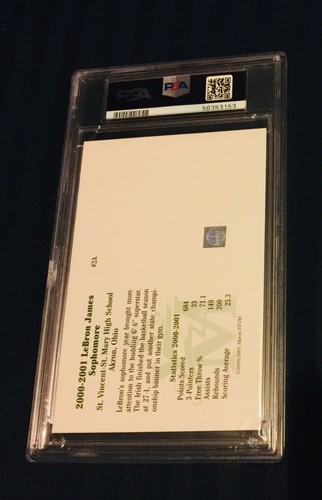 PSA
PSA
56353153
#2A
2000-2001 LeBron James
Sophomore
St. Vincent-St. Mary High School
Akron, Ohio
LeBron's sophomore year brought more
attention to the budding 6' 6" superstar.
The Irish finished the basketball season
at 27-1, and put another state champi-
onship banner in their gym.
Statistics 2000-2001
Points Scored 684
3-Pointers 33
Free Throw % 71.1
Assists 149
Rebounds 200
Scoring Average 25.3